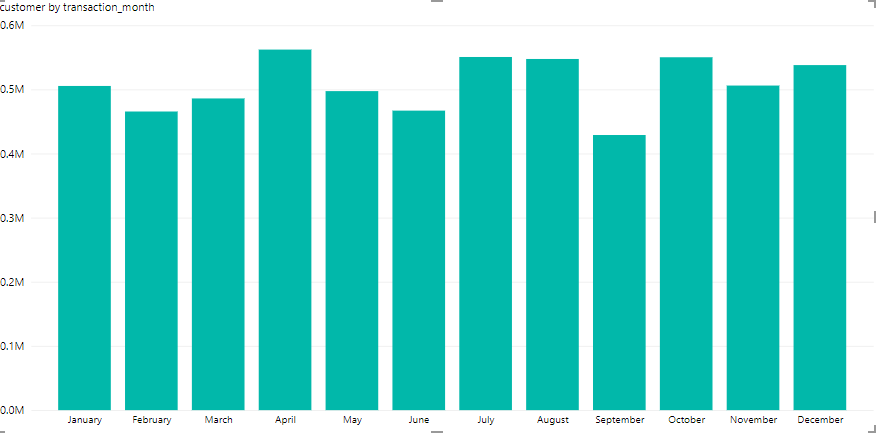 customer by transaction_month
0.6M
0.5M
0.4M
0.3M
0.2M
0.1M
0.0M
January February March April May June July August September October November December